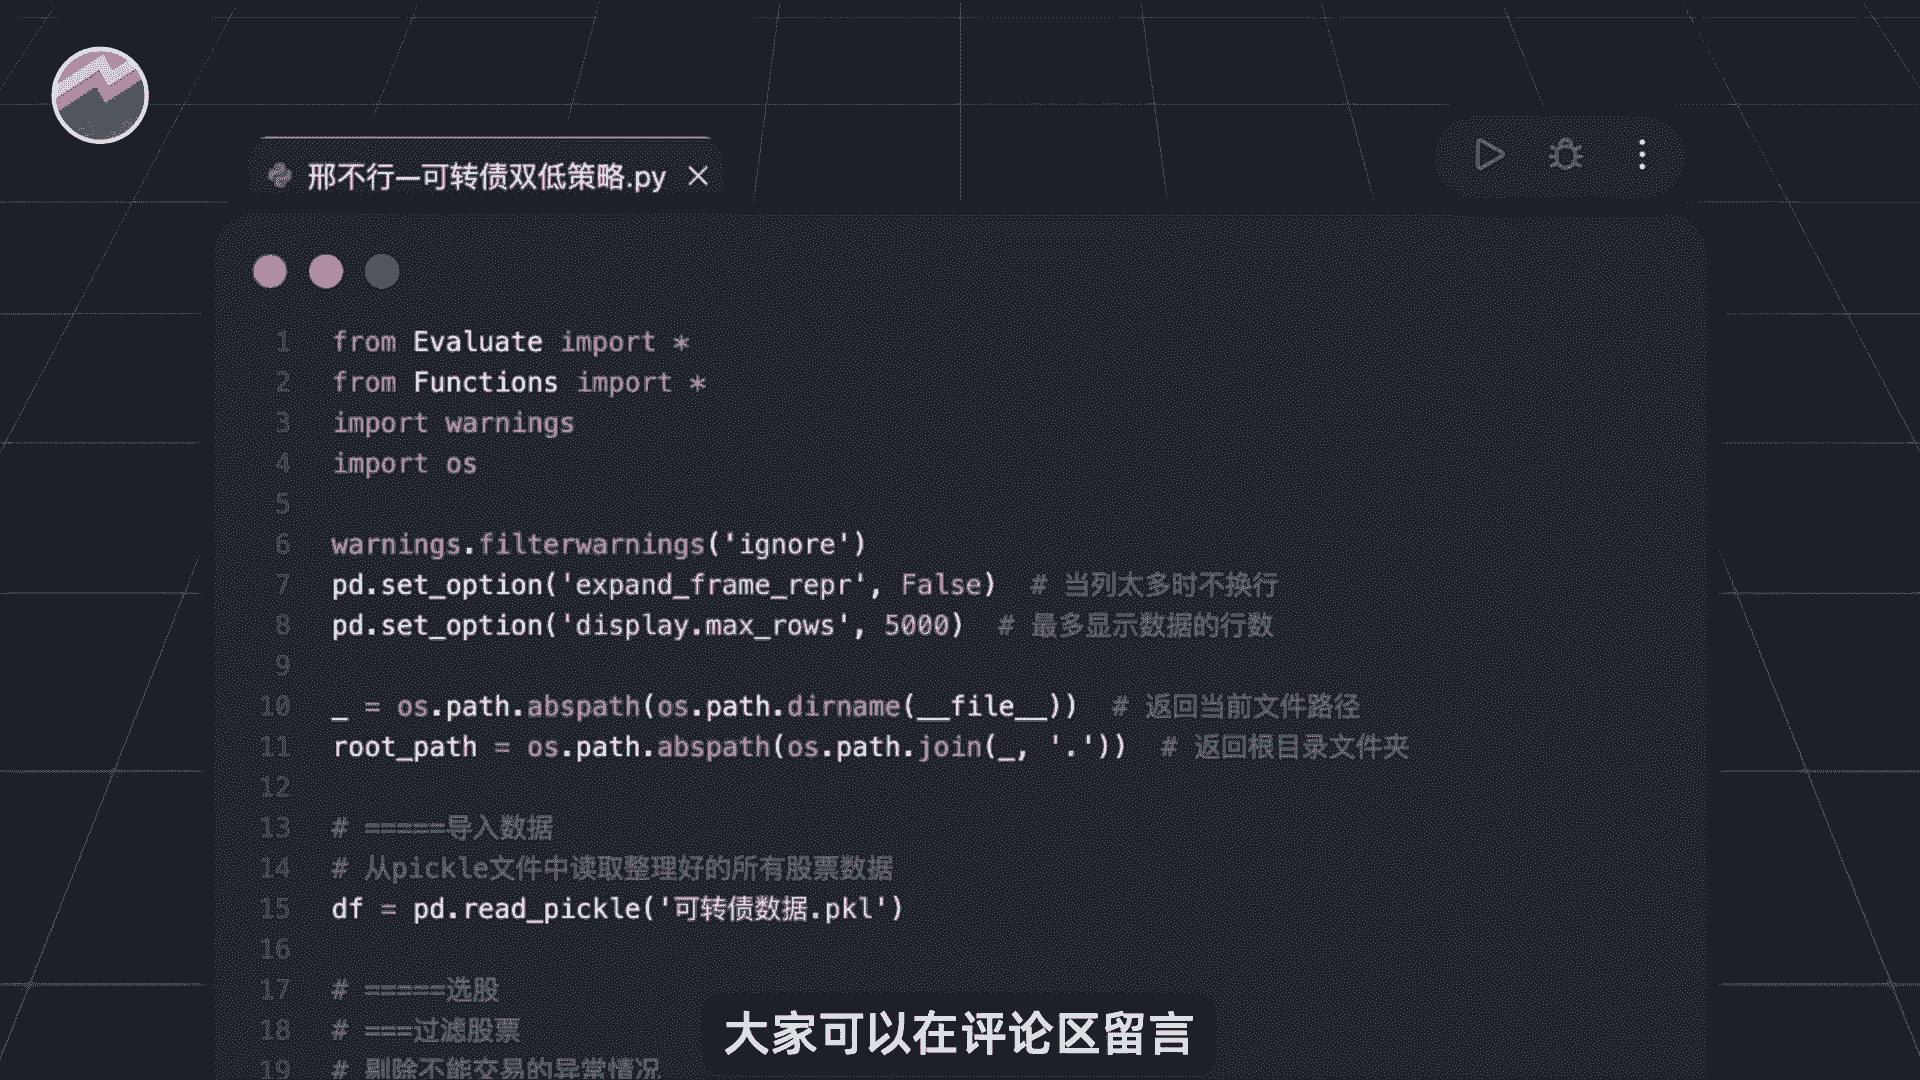 邢不行—可转债双低策略.py
1 from Evaluate import *
2 from Functions import *
3 import warnings
4 import os
5
6 warnings.filterwarnings('ignore')
7 pd.set_option('expand_frame_repr', False)  # 当列太多时不换行
8 pd.set_option('display.max_rows', 5000)  # 最多显示数据的行数
9
10 _ = os.path.abspath(os.path.dirname(__file__))  # 返回当前文件路径
11 root_path = os.path.abspath(os.path.join(_, '.'))  # 返回根目录文件夹
12
13 # =====导入数据
14 # 从pickle文件中读取整理好的所有股票数据
15 df = pd.read_pickle('可转债数据.pkl')
16
17 # =====选股
18 # ===过滤股票
19 # 剔除不能交易的异常情况
大家可以在评论区留言